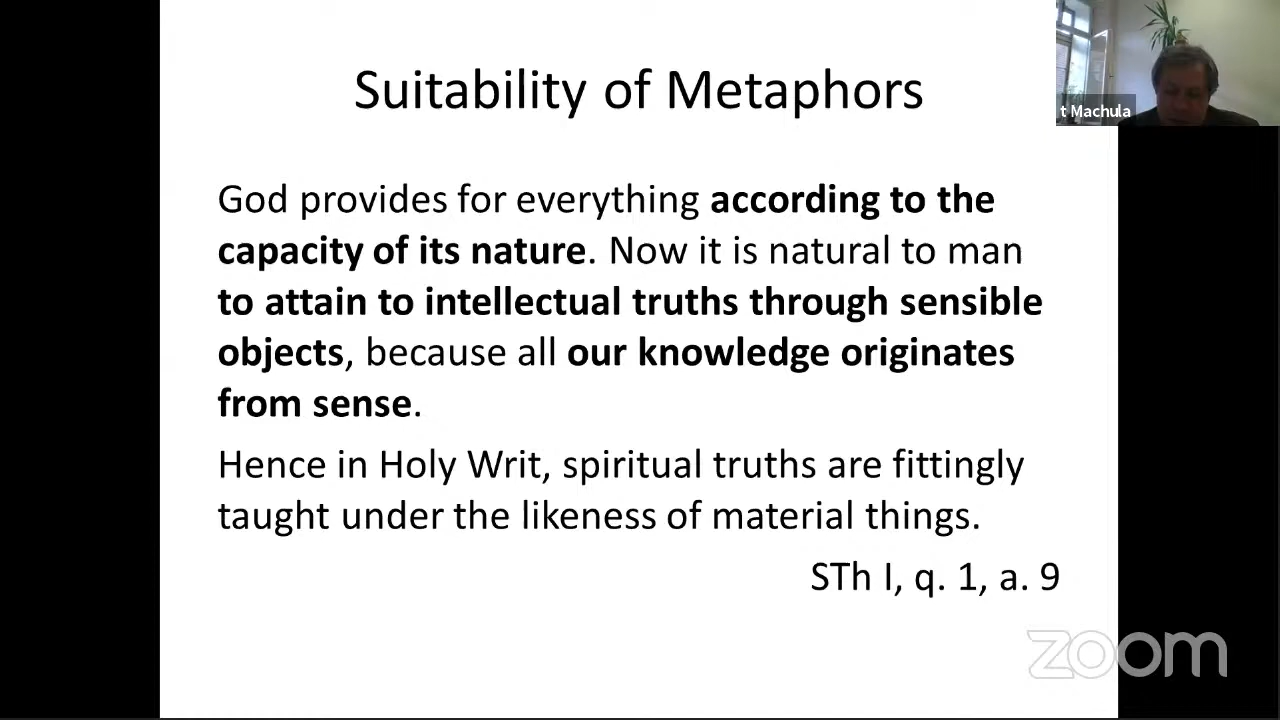 Suitability of Metaphors
t Machula
God provides for everything according to the
capacity of its nature. Now it is natural to man
to attain to intellectual truths through sensible
objects, because all our knowledge originates
from sense.
Hence in Holy Writ, spiritual truths are fittingly
taught under the likeness of material things.
STh I, q. 1, a. 9
zoom